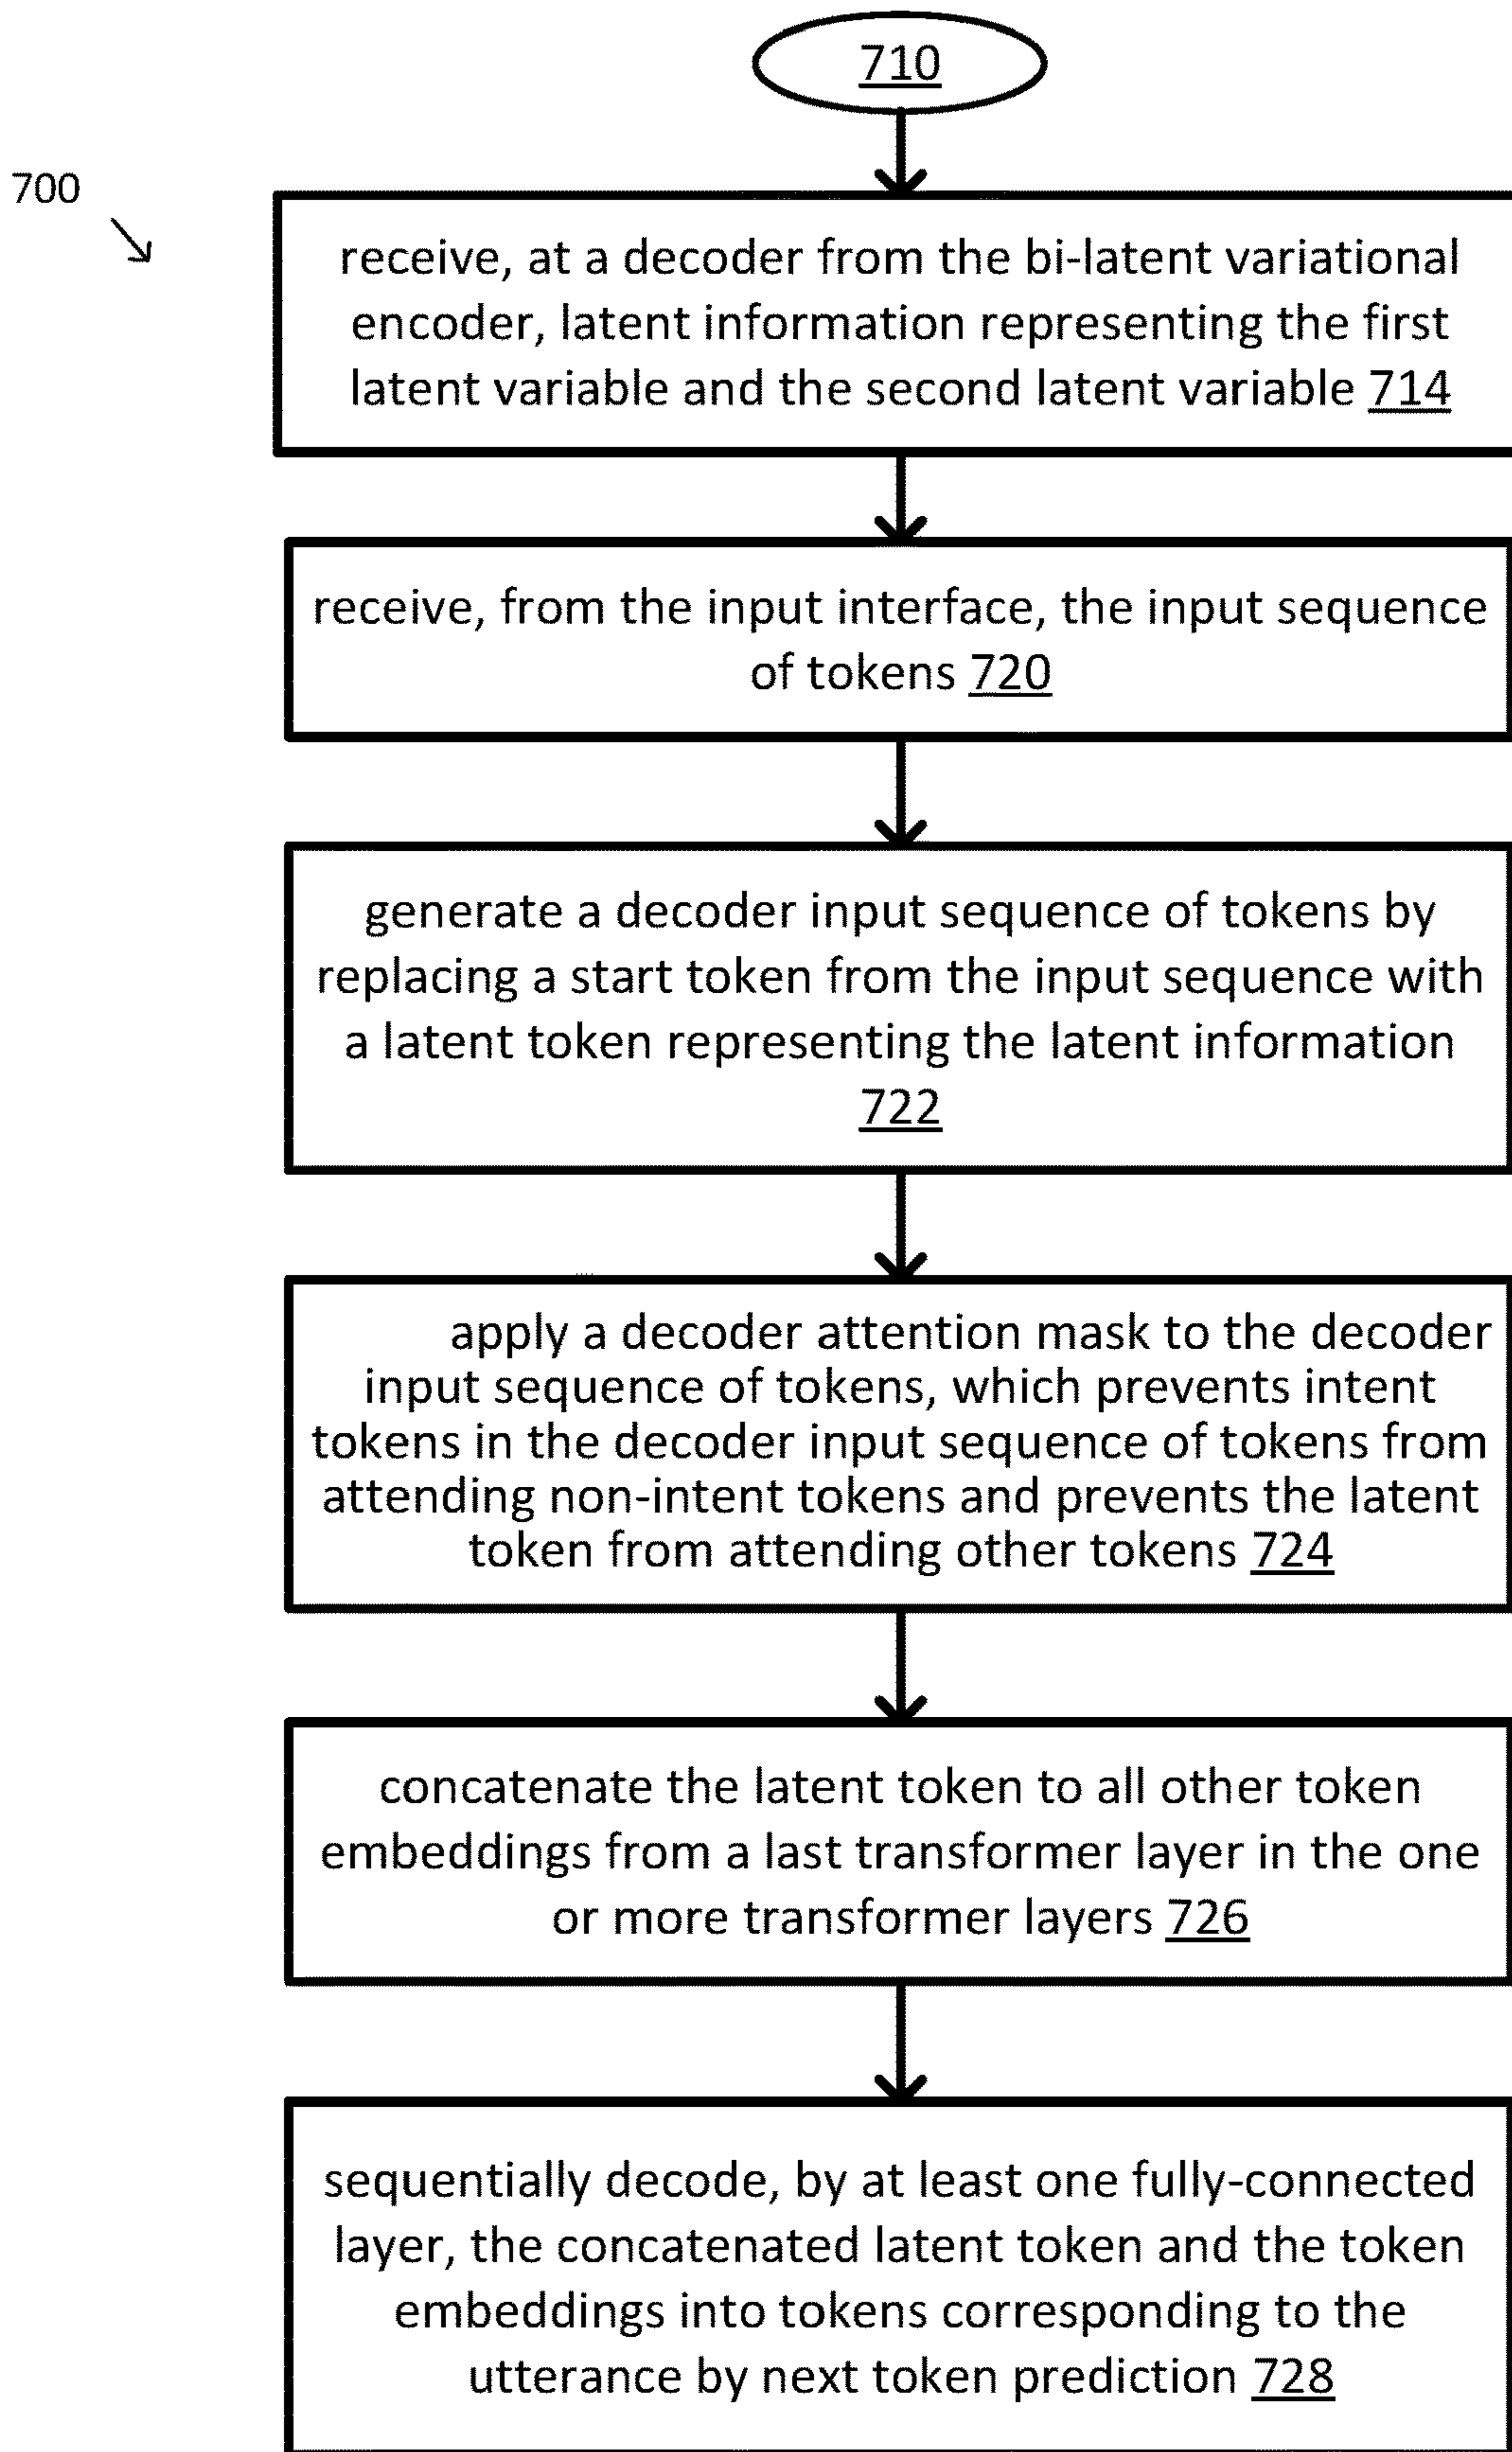 710
700
receive, at a decoder from the bi-latent variational
encoder, latent information representing the first
latent variable and the second latent variable 714
receive, from the input interface, the input sequence
of tokens 720
generate a decoder input sequence of tokens by
replacing a start token from the input sequence with
a latent token representing the latent information
722
apply a decoder attention mask to the decoder
input sequence of tokens, which prevents intent
tokens in the decoder input sequence of tokens from
attending non-intent tokens and prevents the latent
token from attending other tokens 724
concatenate the latent token to all other token
embeddings from a last transformer layer in the one
or more transformer layers 726
sequentially decode, by at least one fully-connected
layer, the concatenated latent token and the token
embeddings into tokens corresponding to the
utterance by next token prediction 728